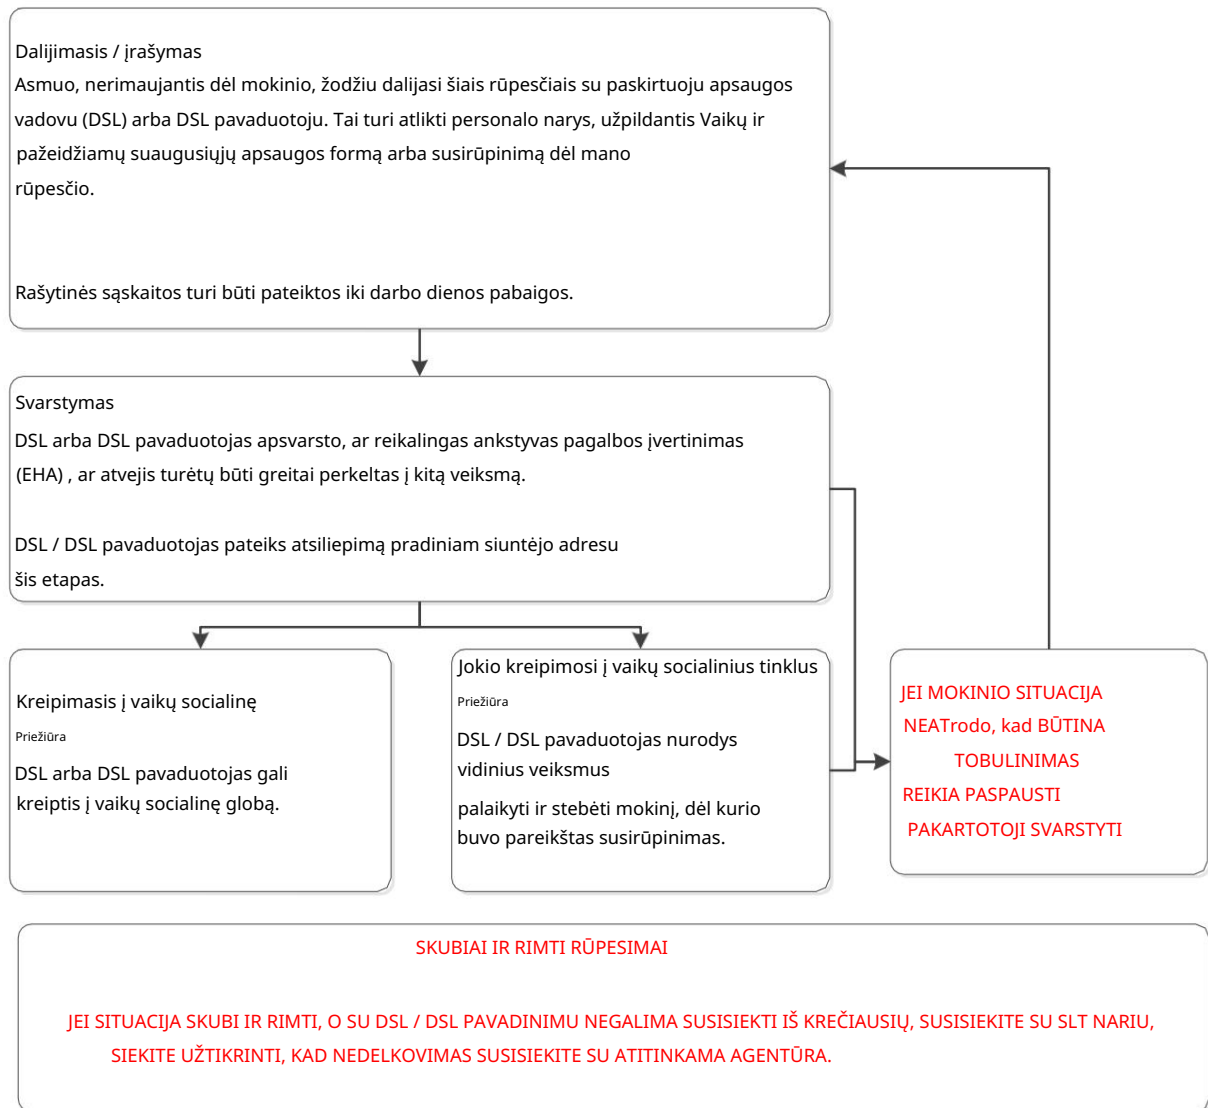 Dalijimasis / įrašymas
Asmuo, nerimaujantis dėl mokinio, žodžiu dalijasi šiais rūpesčiais su paskirtuoju apsaugos
vadovu (DSL) arba DSL pavaduotoju. Tai turi atlikti personalo narys, užpildantis Vaikų ir
pažeidžiamų suaugusiųjų apsaugos formą arba susirūpinimą dėl mano
rūpesčio.
Rašytinės sąskaitos turi būti pateiktos iki darbo dienos pabaigos.
Svarstymas
DSL arba DSL pavaduotojas apsvarsto, ar reikalingas ankstyvas pagalbos įvertinimas
(EHA) , ar atvejis turėtų būti greitai perkeltas į kitą veiksmą.
DSL / DSL pavaduotojas pateiks atsiliepimą pradiniam siuntėjo adresu
šis etapas.
Kreipimasis į vaikų socialinę
Priežiūra
DSL arba DSL pavaduotojas gali
kreiptis į vaikų socialinę globą.
Jokio kreipimosi į vaikų socialinius tinklus
Priežiūra
DSL / DSL pavaduotojas nurodys
vidinius veiksmus
palaikyti ir stebėti mokinį, dėl kurio
buvo pareikštas susirūpinimas.
JEI MOKINIO SITUACIJA
NEATrodo, kad BŪTINA
TOBULINIMAS
REIKIA PASPAUSTI
PAKARTOTOJI SVARSTYTI
SKUBIAI IR RIMTI RŪPESIMAI
JEI SITUACIJA SKUBI IR RIMTI, O SU DSL / DSL PAVADINIMU NEGALIMA SUSISIEKTI IŠ KREČIAUSIŲ, SUSISIEKITE SU SLT NARIU,
SIEKITE UŽTIKRINTI, KAD NEDELKOVIMAS SUSISIEKITE SU ATITINKAMA AGENTŪRA.